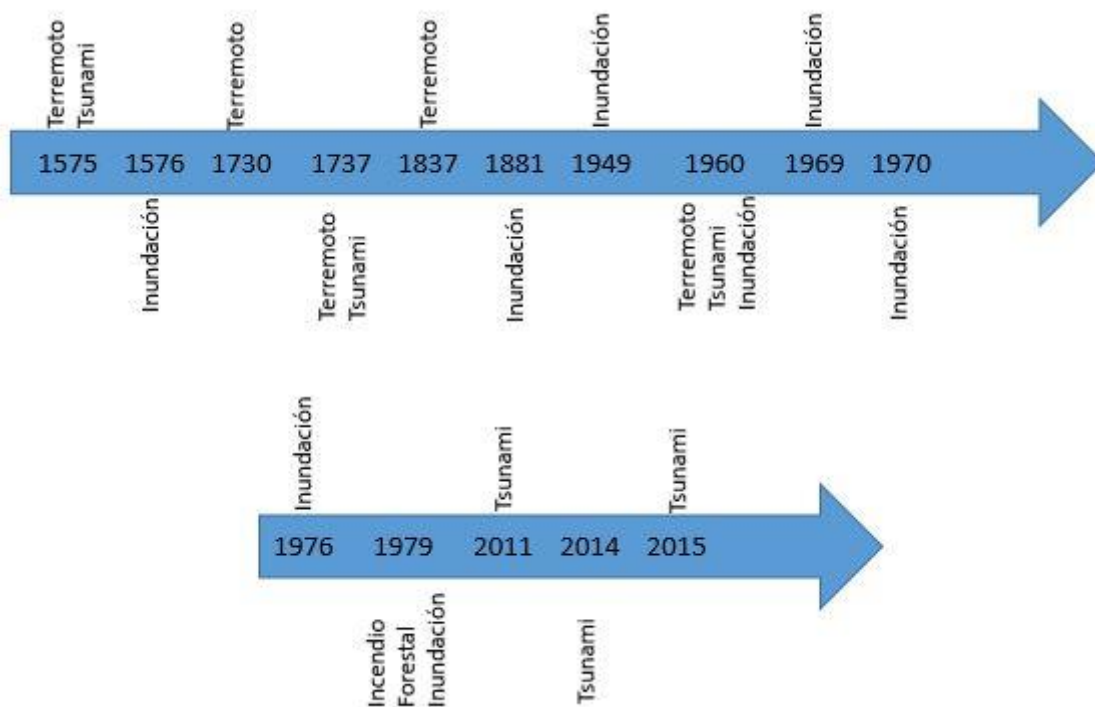 Terremoto
Tsunami
Terremoto
Terremoto
Inundación
Inundación
1575 1576 1730 1737 1837 1881 1949 1960 1969 1970
Inundación
Terremoto
Tsunami
Inundación
Terremoto
Tsunami
Inundación
Inundación
Inundación
Tsunami
Tsunami
1976 1979 2011 2014 2015
Incendio
Forestal
Inundación
Tsunami